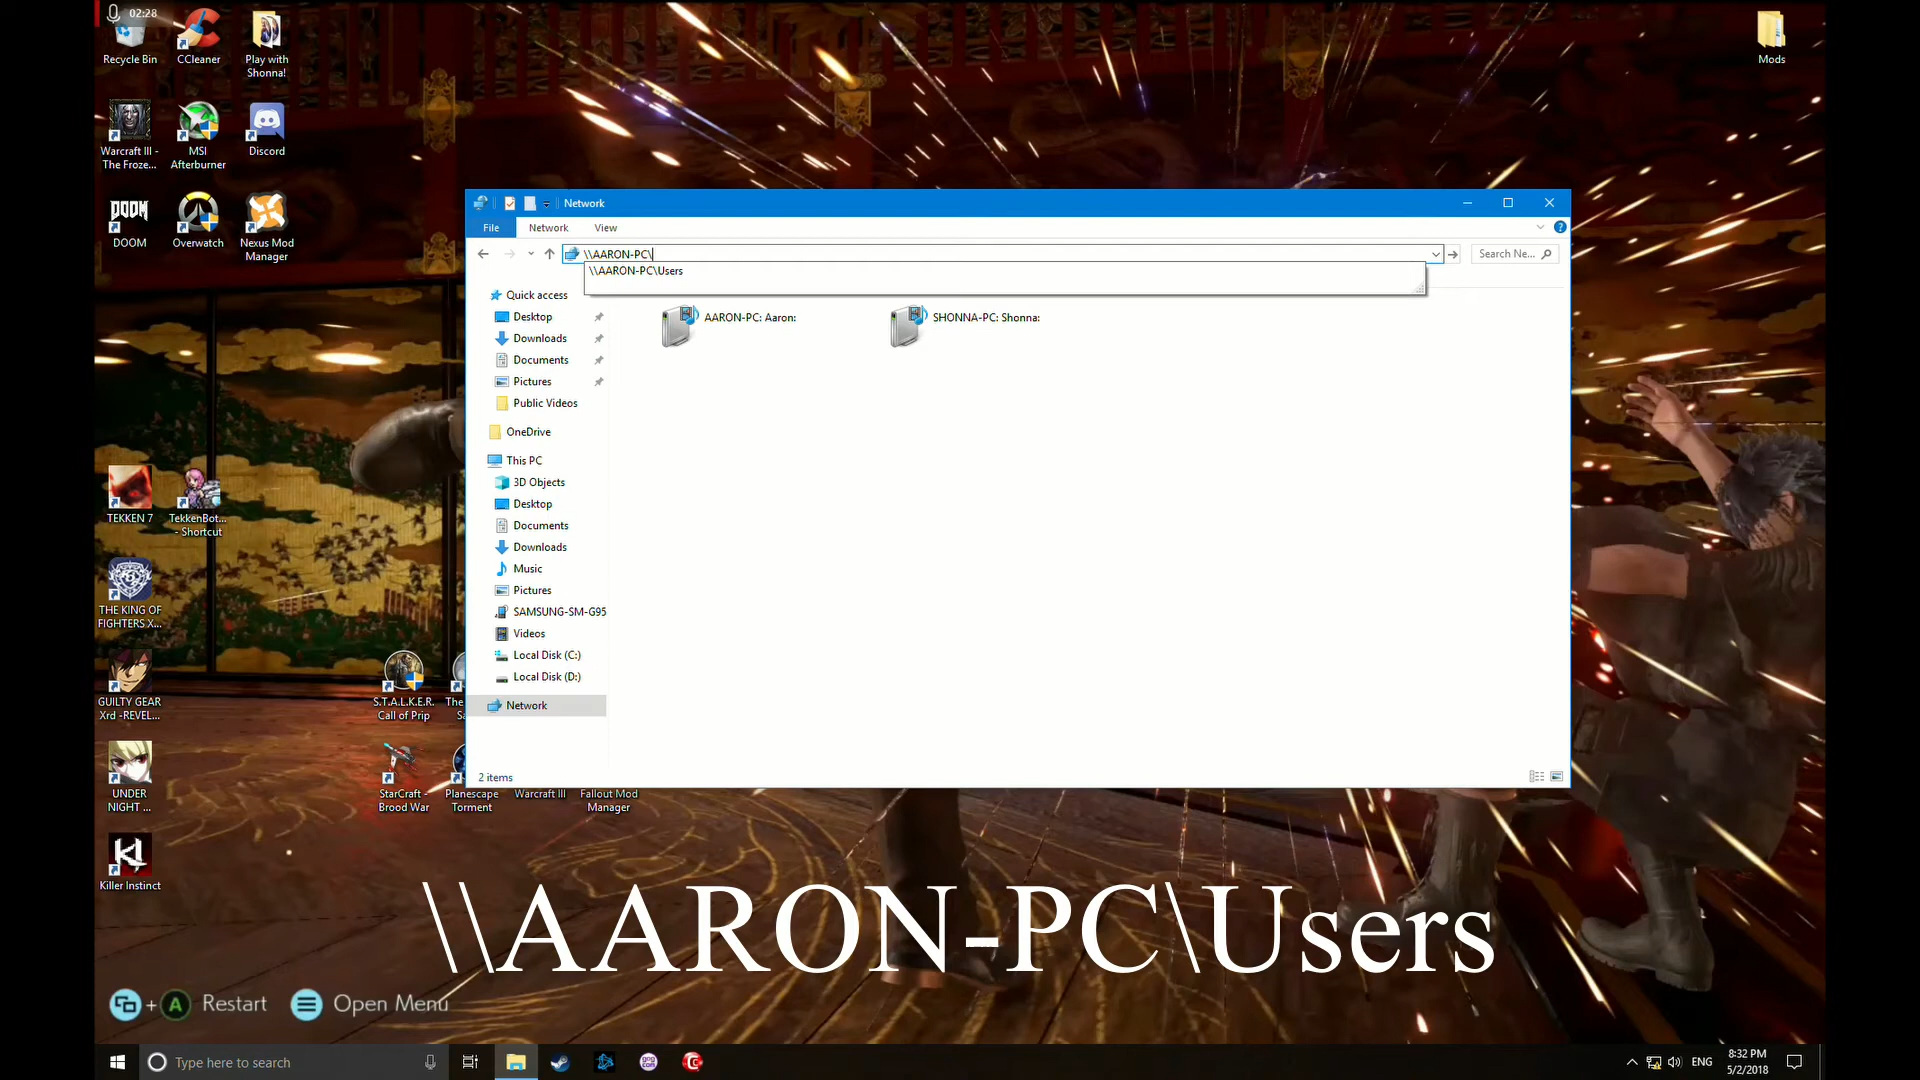 02:28
Recycle Bin
CCleaner
Play with
Shonna!
Mods
Warcraft III -
The Froze...
MSI
Afterburner
Discord
DOOM
DOOM
Overwatch
Nexus Mod
Manager
Network
File
Network
View
\\AARON-PC\
Search Ne...
\\AARON-PC\Users
Quick access
Desktop
Downloads
Documents
Pictures
Public Videos
OneDrive
This PC
3D Objects
Desktop
Documents
Downloads
Music
Pictures
SAMSUNG-SM-G95
Videos
Local Disk (C:)
Local Disk (D:)
Network
AARON-PC: Aaron:
SHONNA-PC: Shonna:
2 items
TEKKEN 7
TekkenBot...
- Shortcut
THE KING OF
FIGHTERS X...
GUILTY GEAR
Xrd -REVEL...
S.T.A.L.K.E.R.
Call of Prip
The
UNDER
NIGHT ...
StarCraft -
Brood War
Planescape
Torment
Warcraft III
Fallout Mod
Manager
Killer Instinct
\\AARON-PC\Users
+ A Restart
Open Menu
Type here to search
gog
com
ENG
8:32 PM
5/2/2018